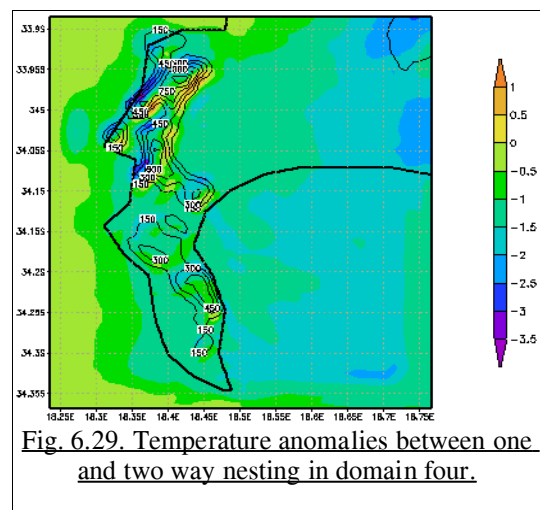 33.9S
150
33.95S
450
750
34S
450
450
150
34.05S
300
150
34.1S
300
150
34.15S
300
34.2S
300
450
34.25S
150
34.3S
150
34.35S
18.25E 18.3E 18.35E 18.4E 18.45E 18.5E 18.55E 18.6E 18.65E 18.7E 18.75E
1
0.5
0
-0.5
-1
-1.5
-2
-2.5
-3
-3.5
Fig. 6.29. Temperature anomalies between one
and two way nesting in domain four.